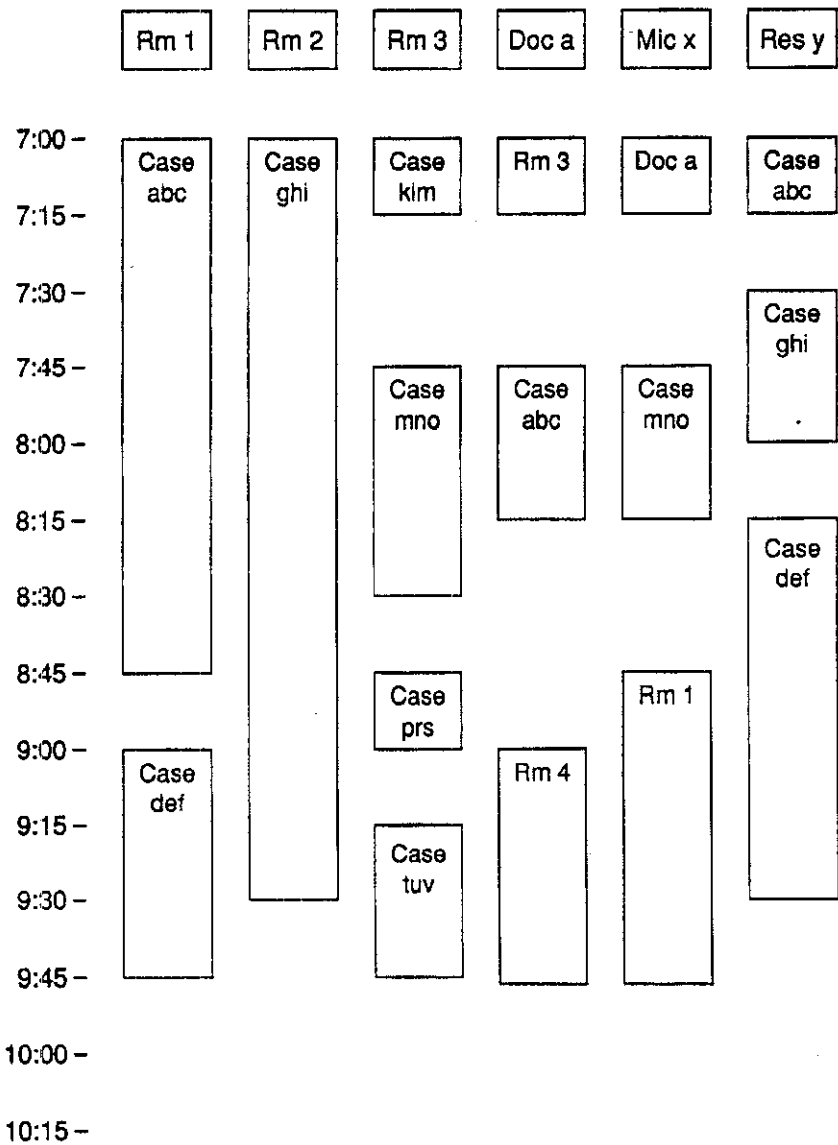 Rm 1 Rm 2 Rm 3 Doc a Mic x Res y
7:00 – Case abc Case ghi Case kim Rm 3 Doc a Case abc
7:15 –
7:30 – Case ghi
7:45 – Case mno Case abc Case mno
8:00 –
8:15 – Case def
8:30 –
8:45 – Case prs Rm 1
9:00 – Case def Rm 4
9:15 – Case tuv
9:30 –
9:45 –
10:00 –
10:15 –